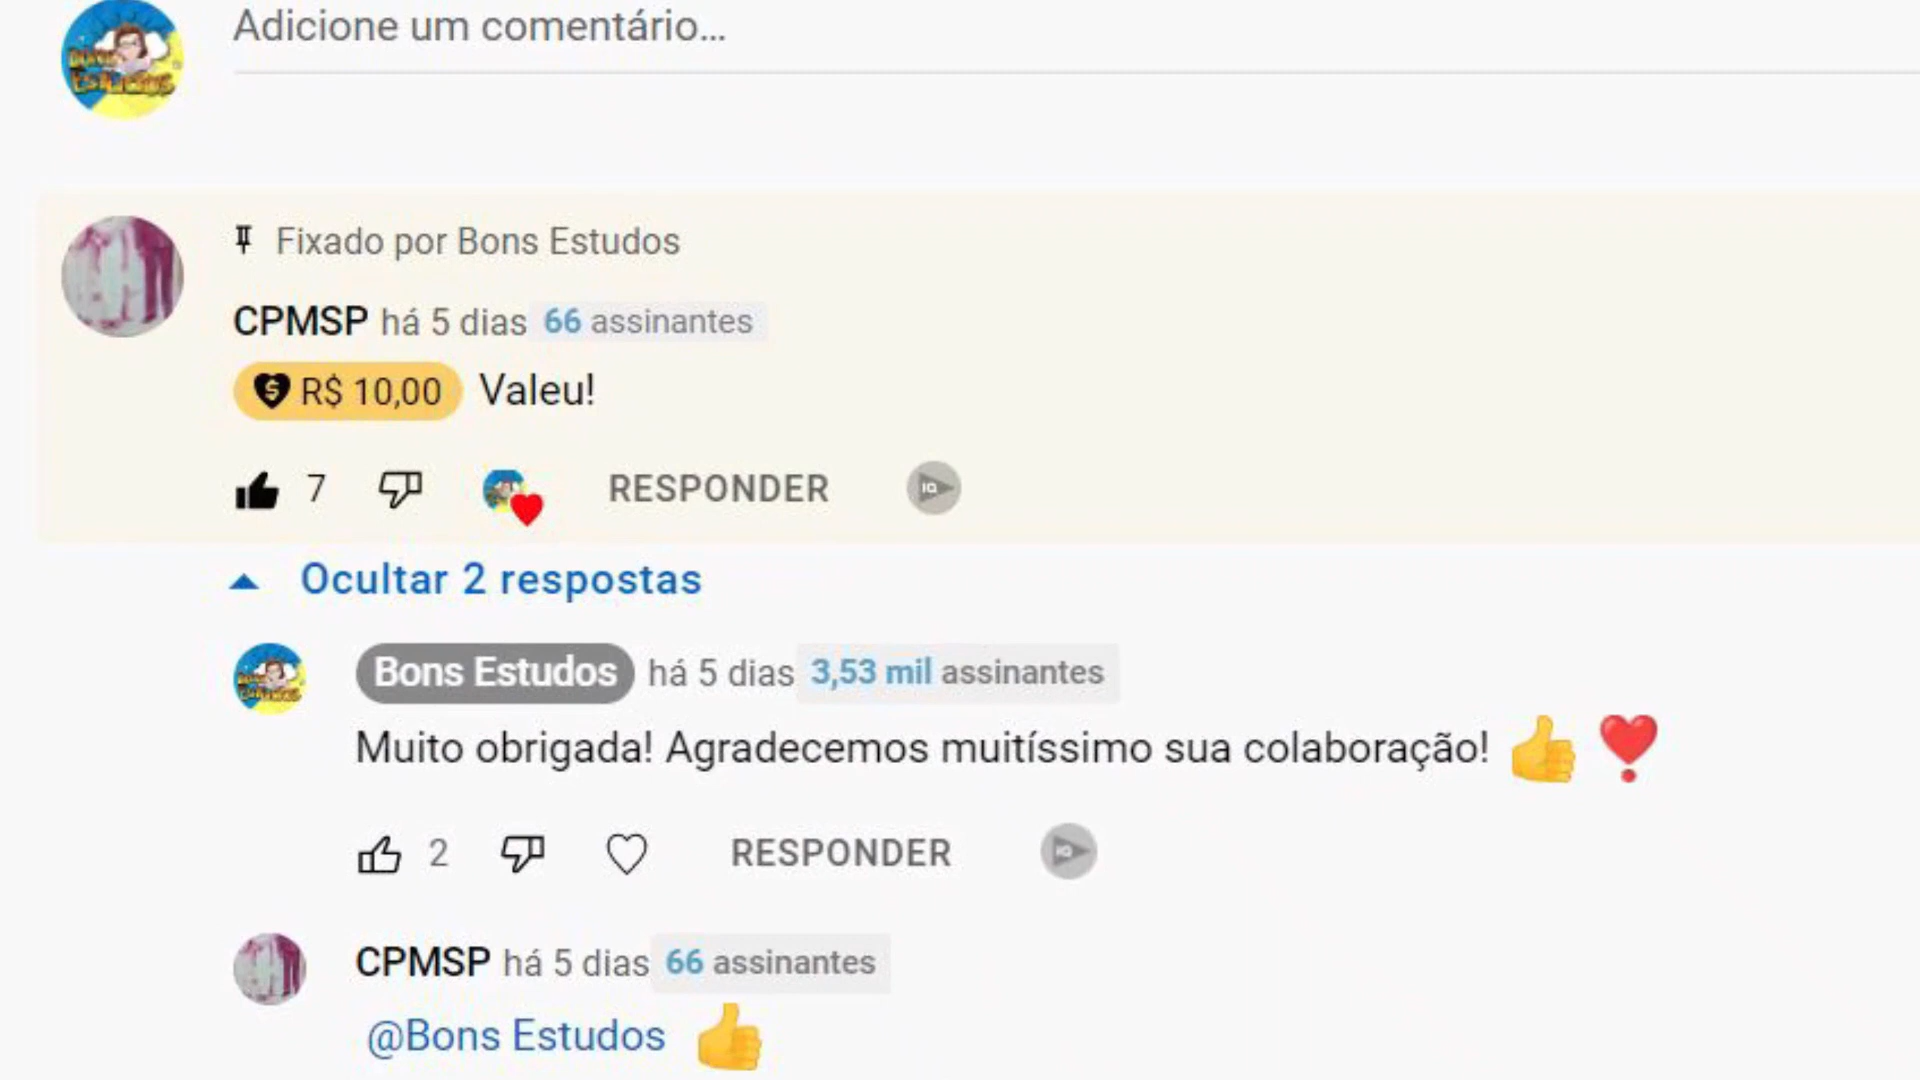 Adicione um comentário...
Fixado por Bons Estudos
CPMSP há 5 dias 66 assinantes
R$ 10,00 Valeu!
7 RESPONDER
Ocultar 2 respostas
Bons Estudos há 5 dias 3,53 mil assinantes
Muito obrigada! Agradecemos muitíssimo sua colaboração! 👍 ❣️
2 RESPONDER
CPMSP há 5 dias 66 assinantes
@Bons Estudos 👍